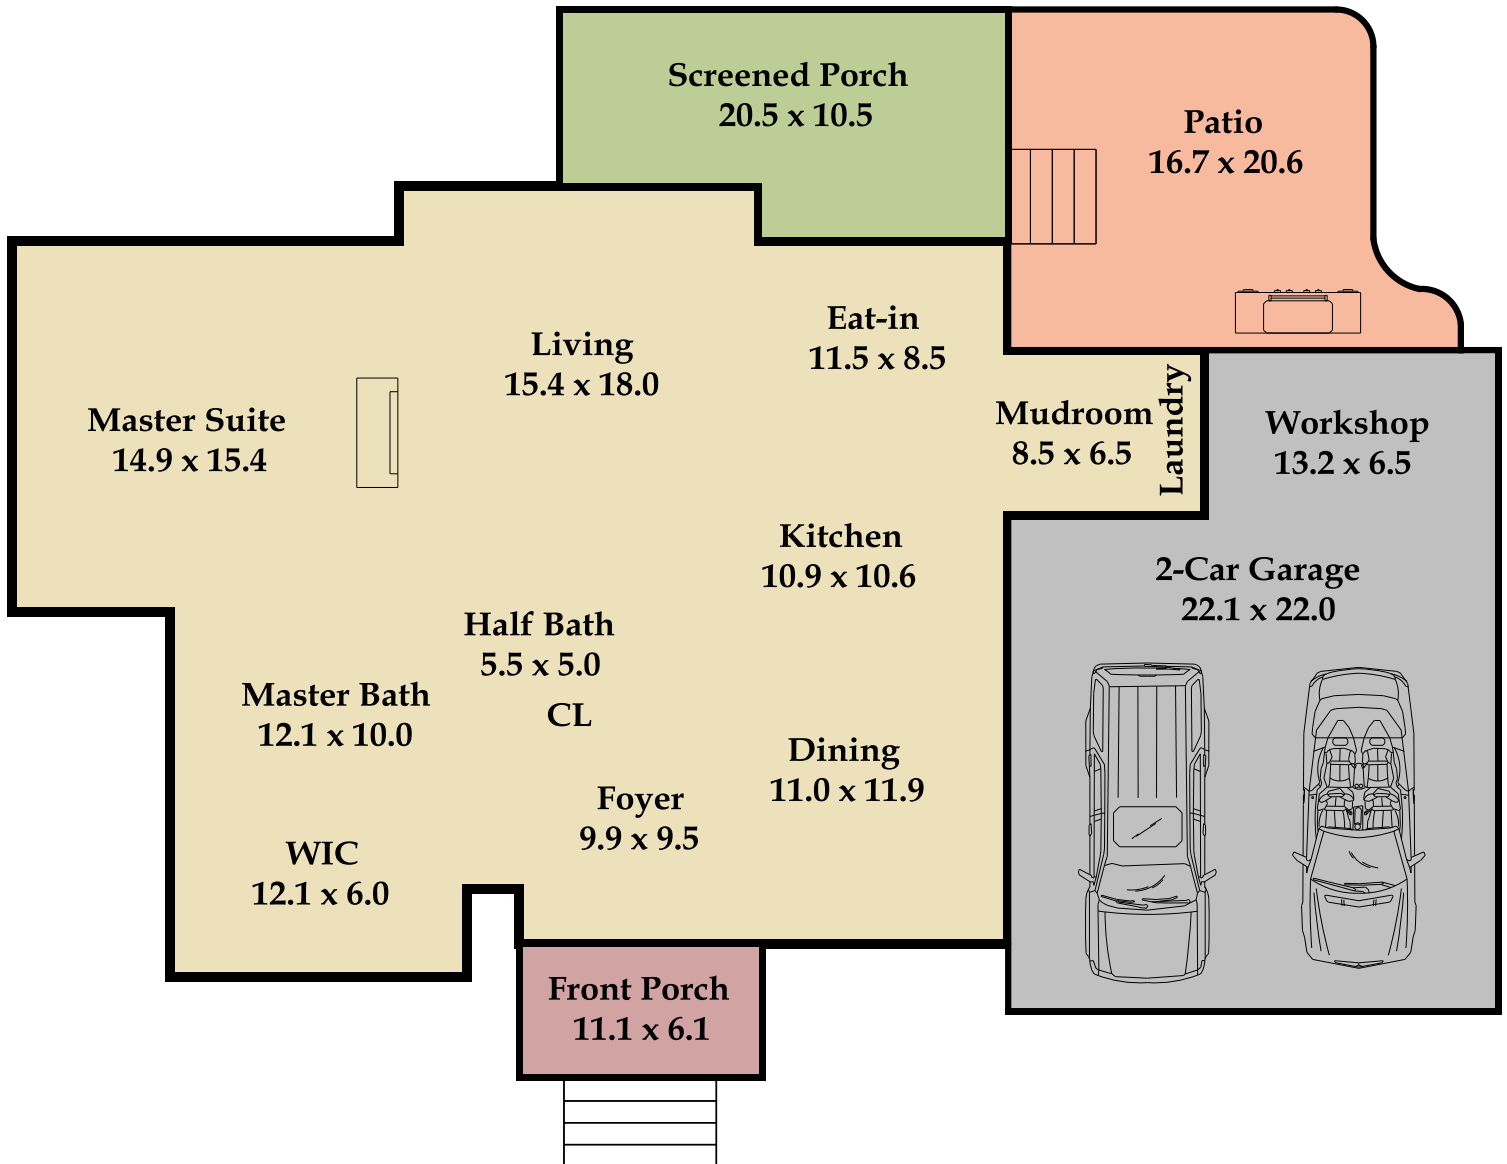 Screened Porch
20.5 x 10.5
Patio
16.7 x 20.6
Living
15.4 x 18.0
Eat-in
11.5 x 8.5
Master Suite
14.9 x 15.4
Mudroom
8.5 x 6.5
Laundry
Workshop
13.2 x 6.5
Kitchen
10.9 x 10.6
2-Car Garage
22.1 x 22.0
Half Bath
5.5 x 5.0
CL
Master Bath
12.1 x 10.0
Dining
11.0 x 11.9
Foyer
9.9 x 9.5
WIC
12.1 x 6.0
Front Porch
11.1 x 6.1